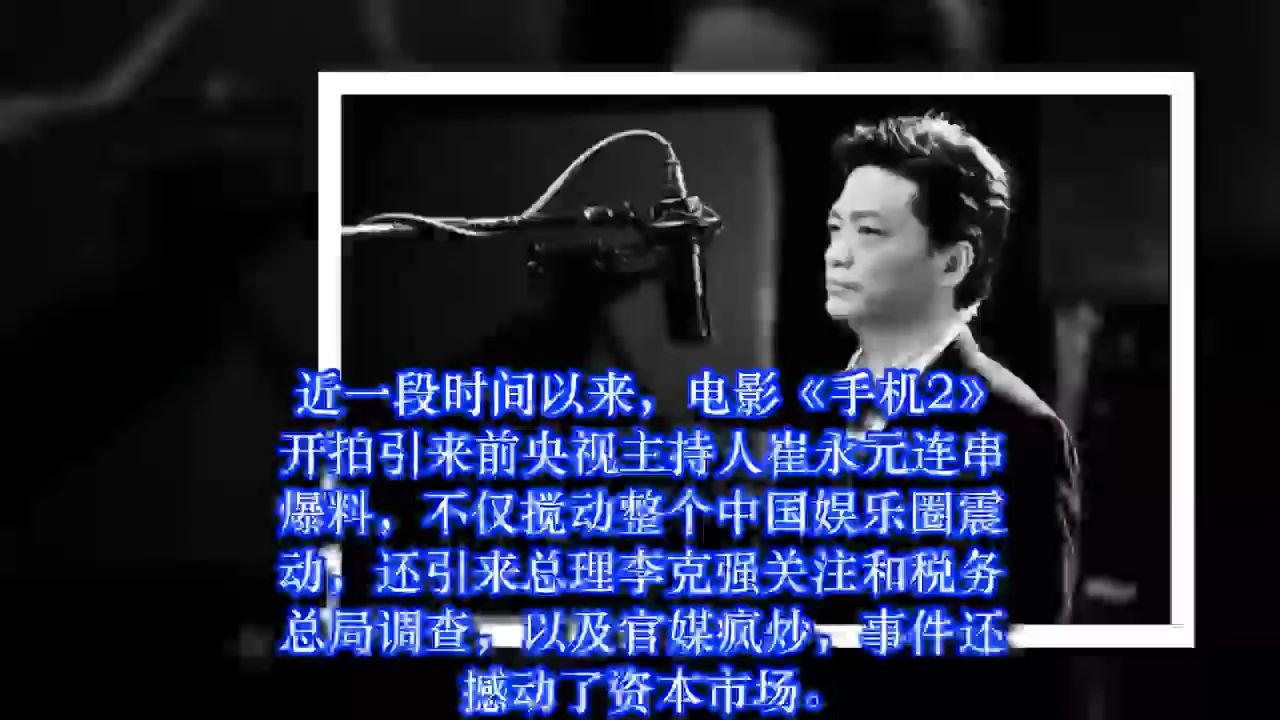 近一段时间以来，电影《手机2》
开拍引来前央视主持人崔永元连串
爆料，不仅搅动整个中国娱乐圈震
动，还引来总理李克强关注和税务
总局调查，以及官媒疯炒，事件还
撼动了资本市场。